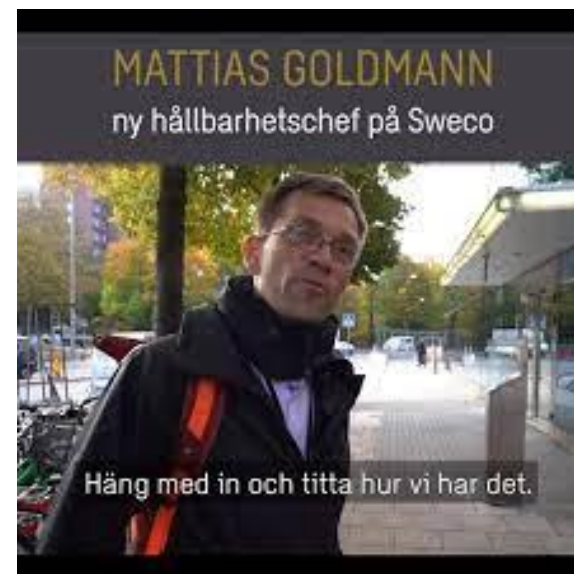 MATTIAS GOLDMANN
ny hållbarhetschef på Sweco
Häng med in och titta hur vi har det.